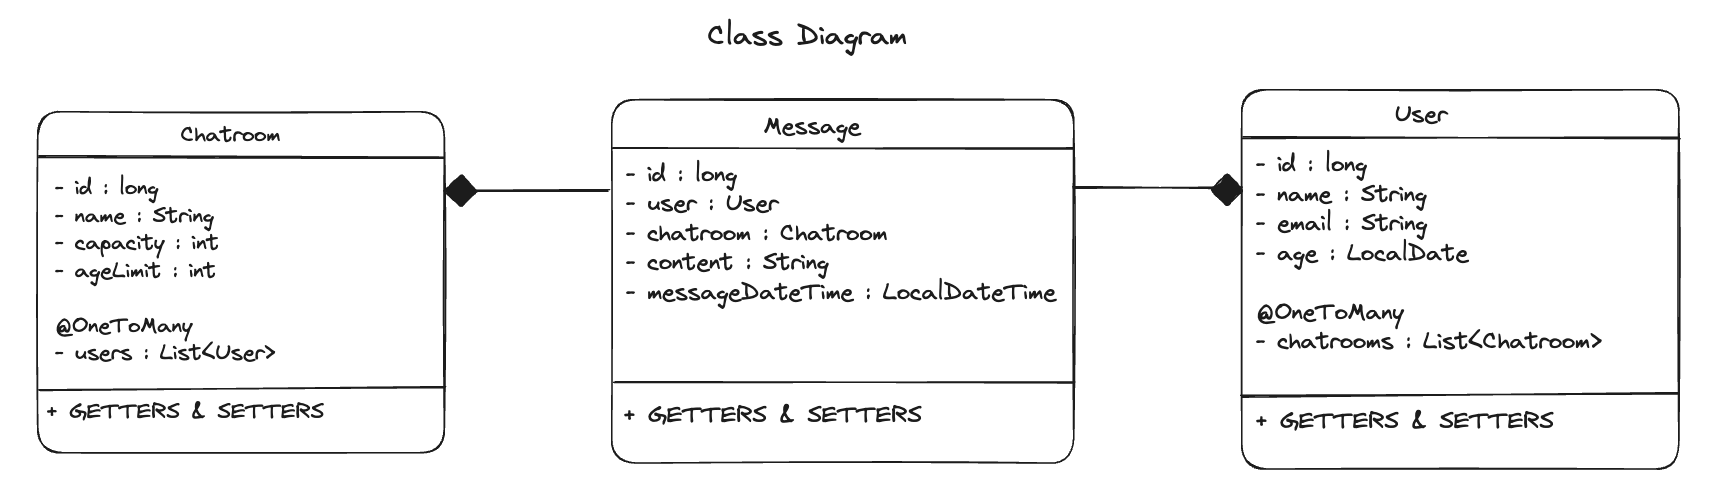 Class Diagram
Chatroom
- id : long
- name : String
- capacity : int
- ageLimit : int
@OneToMany
- users : List<User>
+ GETTERS & SETTERS
Message
- id : long
- user : User
- chatroom : Chatroom
- content : String
- messageDateTime : LocalDateTime
+ GETTERS & SETTERS
User
- id : long
- name : String
- email : String
- age : LocalDate
@OneToMany
- chatrooms : List<Chatroom>
+ GETTERS & SETTERS